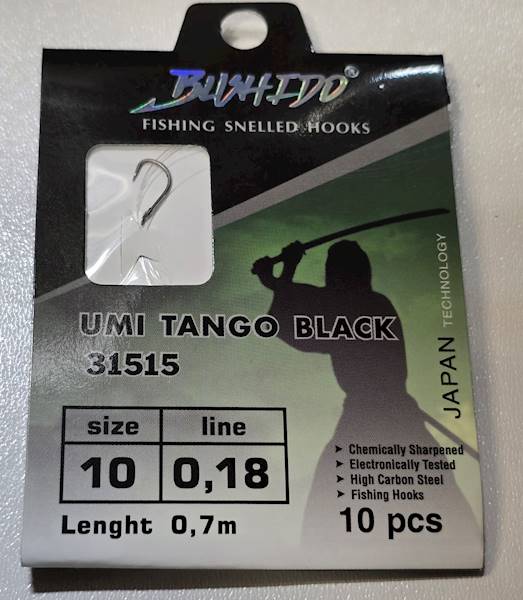 BUSHIDO®
FISHING SNELLED HOOKS
JAPAN TECHNOLOGY
UMI TANGO BLACK
31515
size line
10 0,18
Lenght 0,7m
Chemically Sharpened
Electronically Tested
High Carbon Steel
Fishing Hooks
10 pcs